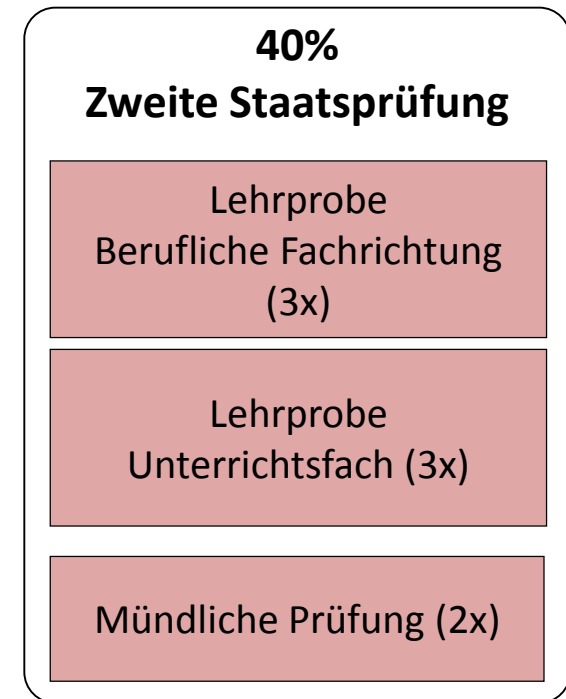 40%
Zweite Staatsprüfung
Lehrprobe
Berufliche Fachrichtung
(3x)
Lehrprobe
Unterrichtsfach (3x)
Mündliche Prüfung (2x)